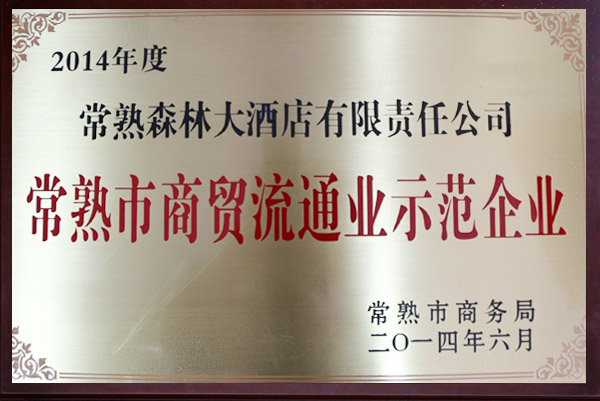 2014年度
常熟森林大酒店有限责任公司
常熟市商贸流通业示范企业
常熟市商务局
二〇一四年六月